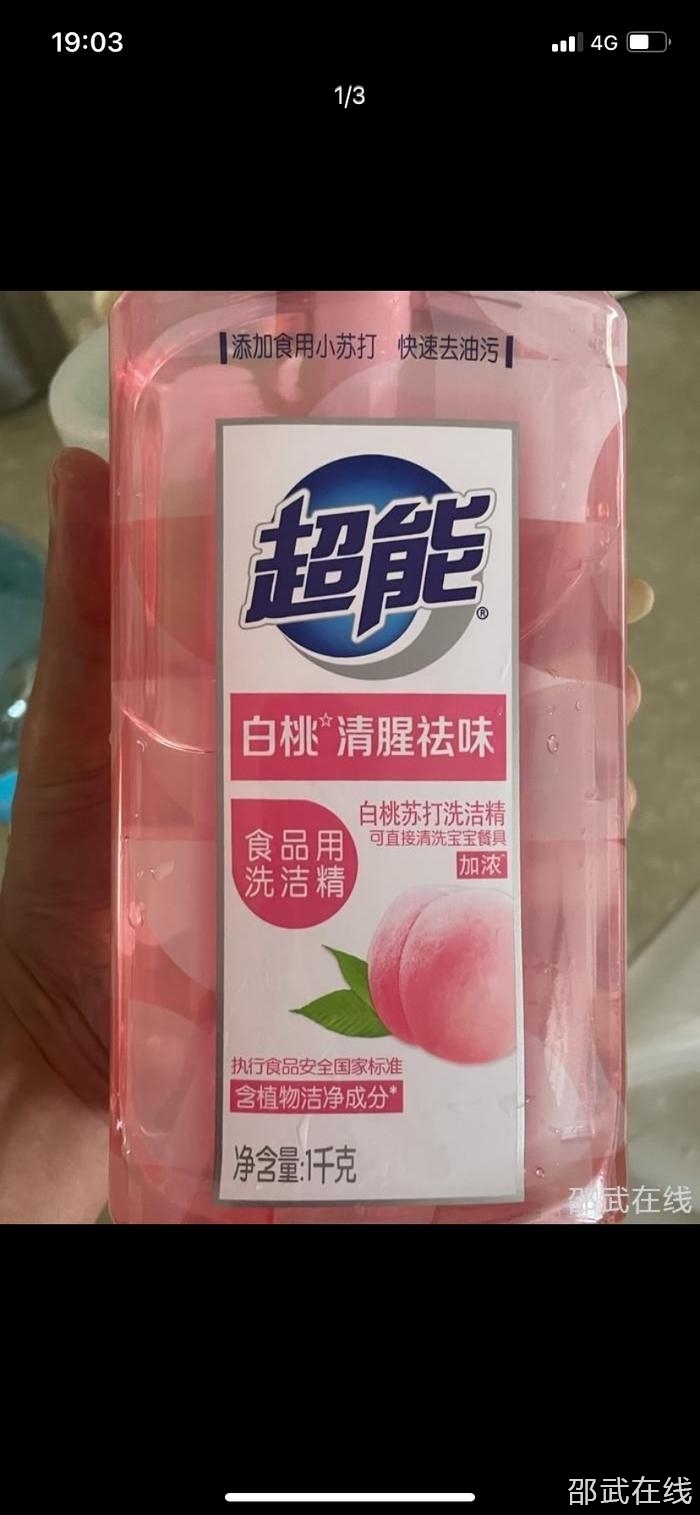 19:03
4G
1/3
添加食用小苏打 快速去油污
超能®
白桃☆清腥祛味
食品用
洗洁精
白桃苏打洗洁精
可直接清洗宝宝餐具
加浓
执行食品安全国家标准
含植物洁净成分*
净含量:1千克
邵武在线
邵武在线